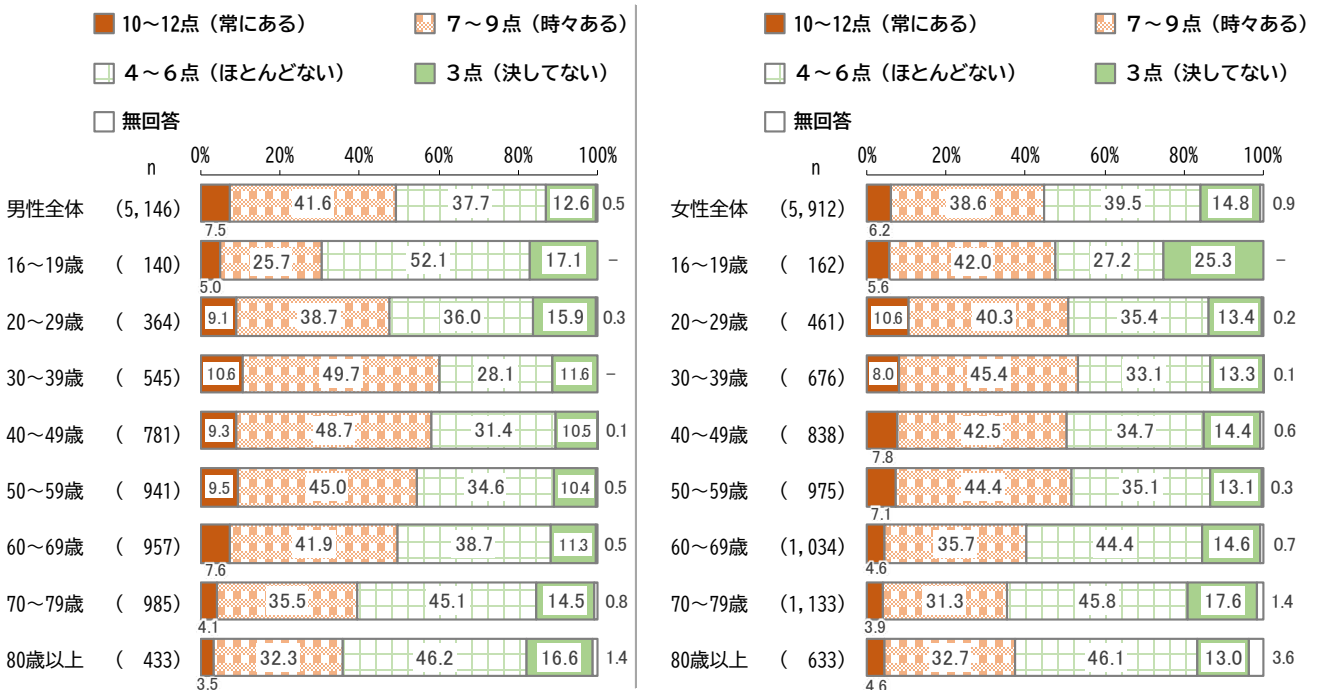 10～12点（常にある） 7～9点（時々ある）
4～6点（ほとんどない） 3点（決してない）
無回答
n 0% 20% 40% 60% 80% 100%
男性全体 (5,146) 7.5 41.6 37.7 12.6 0.5
16～19歳 ( 140) 5.0 25.7 52.1 17.1 －
20～29歳 ( 364) 9.1 38.7 36.0 15.9 0.3
30～39歳 ( 545) 10.6 49.7 28.1 11.6 －
40～49歳 ( 781) 9.3 48.7 31.4 10.5 0.1
50～59歳 ( 941) 9.5 45.0 34.6 10.4 0.5
60～69歳 ( 957) 7.6 41.9 38.7 11.3 0.5
70～79歳 ( 985) 4.1 35.5 45.1 14.5 0.8
80歳以上 ( 433) 3.5 32.3 46.2 16.6 1.4
10～12点（常にある） 7～9点（時々ある）
4～6点（ほとんどない） 3点（決してない）
無回答
n 0% 20% 40% 60% 80% 100%
女性全体 (5,912) 6.2 38.6 39.5 14.8 0.9
16～19歳 ( 162) 5.6 42.0 27.2 25.3 －
20～29歳 ( 461) 10.6 40.3 35.4 13.4 0.2
30～39歳 ( 676) 8.0 45.4 33.1 13.3 0.1
40～49歳 ( 838) 7.8 42.5 34.7 14.4 0.6
50～59歳 ( 975) 7.1 44.4 35.1 13.1 0.3
60～69歳 (1,034) 4.6 35.7 44.4 14.6 0.7
70～79歳 (1,133) 3.9 31.3 45.8 17.6 1.4
80歳以上 ( 633) 4.6 32.7 46.1 13.0 3.6